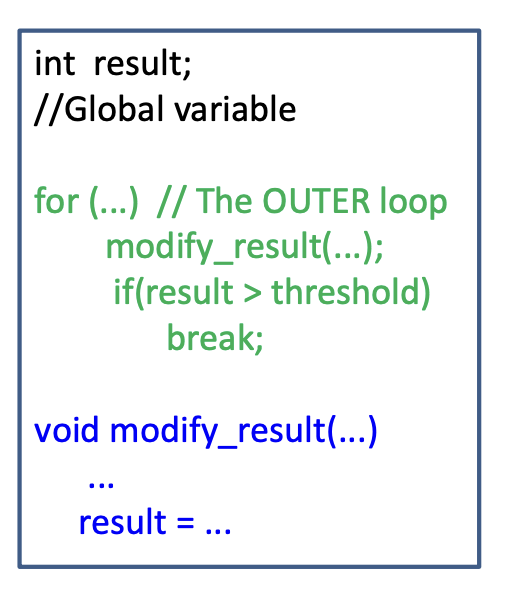 int result;
//Global variable
for (...) // The OUTER loop
modify_result(...);
if(result > threshold)
break;
void modify_result(...)
...
result = ...